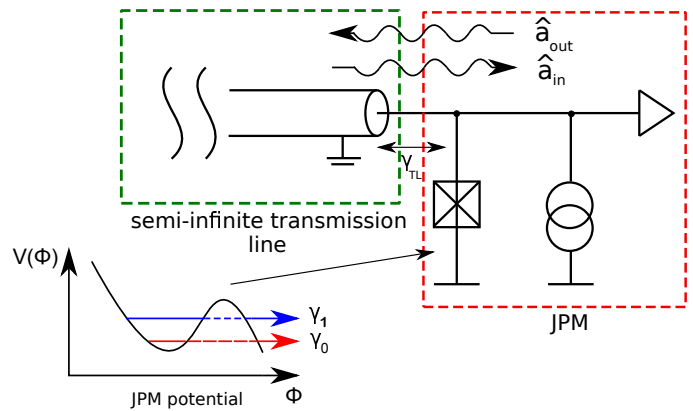 â_out
â_in
γ_TL
semi-infinite transmission
line
JPM
V(Φ)
γ_1
γ_0
Φ
JPM potential